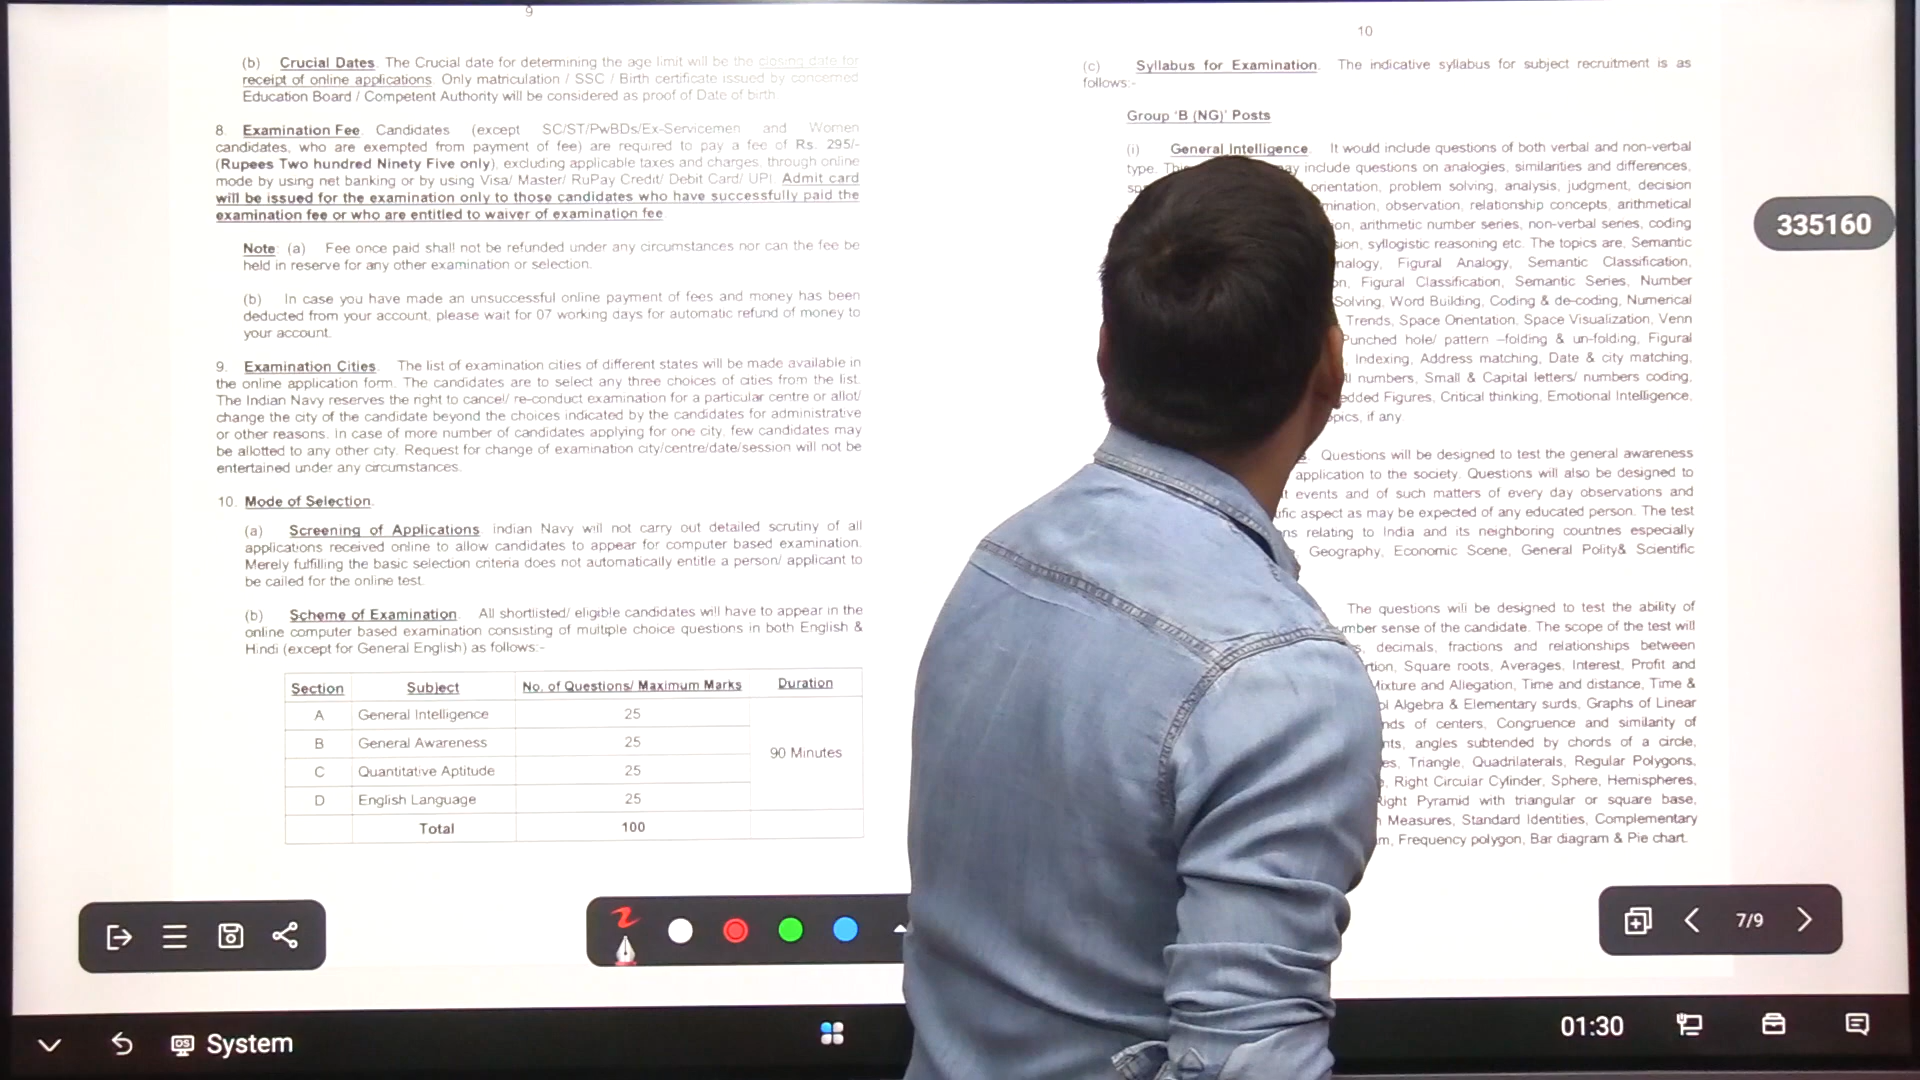 9
(b) Crucial Dates. The Crucial date for determining the age limit will be the closing date for
receipt of online applications. Only matriculation / SSC / Birth certificate issued by concerned
Education Board / Competent Authority will be considered as proof of Date of birth
8. Examination Fee. Candidates (except SC/ST/PwBDs/Ex-Servicemen and Women
candidates, who are exempted from payment of fee) are required to pay a fee of Rs. 295/-
(Rupees Two hundred Ninety Five only), excluding applicable taxes and charges, through online
mode by using net banking or by using Visa/ Master/ RuPay Credit/ Debit Card/ UPI. Admit card
will be issued for the examination only to those candidates who have successfully paid the
examination fee or who are entitled to waiver of examination fee
Note: (a) Fee once paid shall not be refunded under any circumstances nor can the fee be
held in reserve for any other examination or selection.
(b) In case you have made an unsuccessful online payment of fees and money has been
deducted from your account, please wait for 07 working days for automatic refund of money to
your account.
9. Examination Cities. The list of examination cities of different states will be made available in
the online application form. The candidates are to select any three choices of cities from the list.
The Indian Navy reserves the right to cancel/ re-conduct examination for a particular centre or allot/
change the city of the candidate beyond the choices indicated by the candidates for administrative
or other reasons. In case of more number of candidates applying for one city, few candidates may
be allotted to any other city. Request for change of examination city/centre/date/session will not be
entertained under any circumstances.
10. Mode of Selection.
(a) Screening of Applications. Indian Navy will not carry out detailed scrutiny of all
applications received online to allow candidates to appear for computer based examination.
Merely fulfilling the basic selection criteria does not automatically entitle a person/ applicant to
be called for the online test.
(b) Scheme of Examination. All shortlisted/ eligible candidates will have to appear in the
online computer based examination consisting of multiple choice questions in both English &
Hindi (except for General English) as follows:-
Section Subject No. of Questions/ Maximum Marks Duration
A General Intelligence 25
B General Awareness 25
90 Minutes
C Quantitative Aptitude 25
D English Language 25
Total 100
10
(c) Syllabus for Examination. The indicative syllabus for subject recruitment is as
follows:-
Group 'B (NG)' Posts
(i) General Intelligence. It would include questions of both verbal and non-verbal
type. include questions on analogies, similarities and differences,
orientation, problem solving, analysis, judgment, decision
observation, relationship concepts, arithmetical
arithmetic number series, non-verbal series, coding
syllogistic reasoning etc. The topics are, Semantic
Figural Analogy, Semantic Classification,
Figural Classification, Semantic Series, Number
Solving, Word Building, Coding & de-coding, Numerical
Trends, Space Orientation, Space Visualization, Venn
Punched hole/ pattern –folding & un-folding, Figural
Indexing, Address matching, Date & city matching,
numbers, Small & Capital letters/ numbers coding,
Figures, Critical thinking, Emotional Intelligence,
if any
Questions will be designed to test the general awareness
application to the society. Questions will also be designed to
events and of such matters of every day observations and
aspect as may be expected of any educated person. The test
relating to India and its neighboring countries especially
Geography, Economic Scene, General Polity& Scientific
The questions will be designed to test the ability of
sense of the candidate. The scope of the test will
decimals, fractions and relationships between
Square roots, Averages, Interest, Profit and
Mixture and Allegation, Time and distance, Time &
Algebra & Elementary surds, Graphs of Linear
of centers, Congruence and similarity of
angles subtended by chords of a circle,
Triangle, Quadrilaterals, Regular Polygons,
Right Circular Cylinder, Sphere, Hemispheres,
Right Pyramid with triangular or square base,
Measures, Standard Identities, Complementary
Frequency polygon, Bar diagram & Pie chart.
335160
7/9
System
01:30